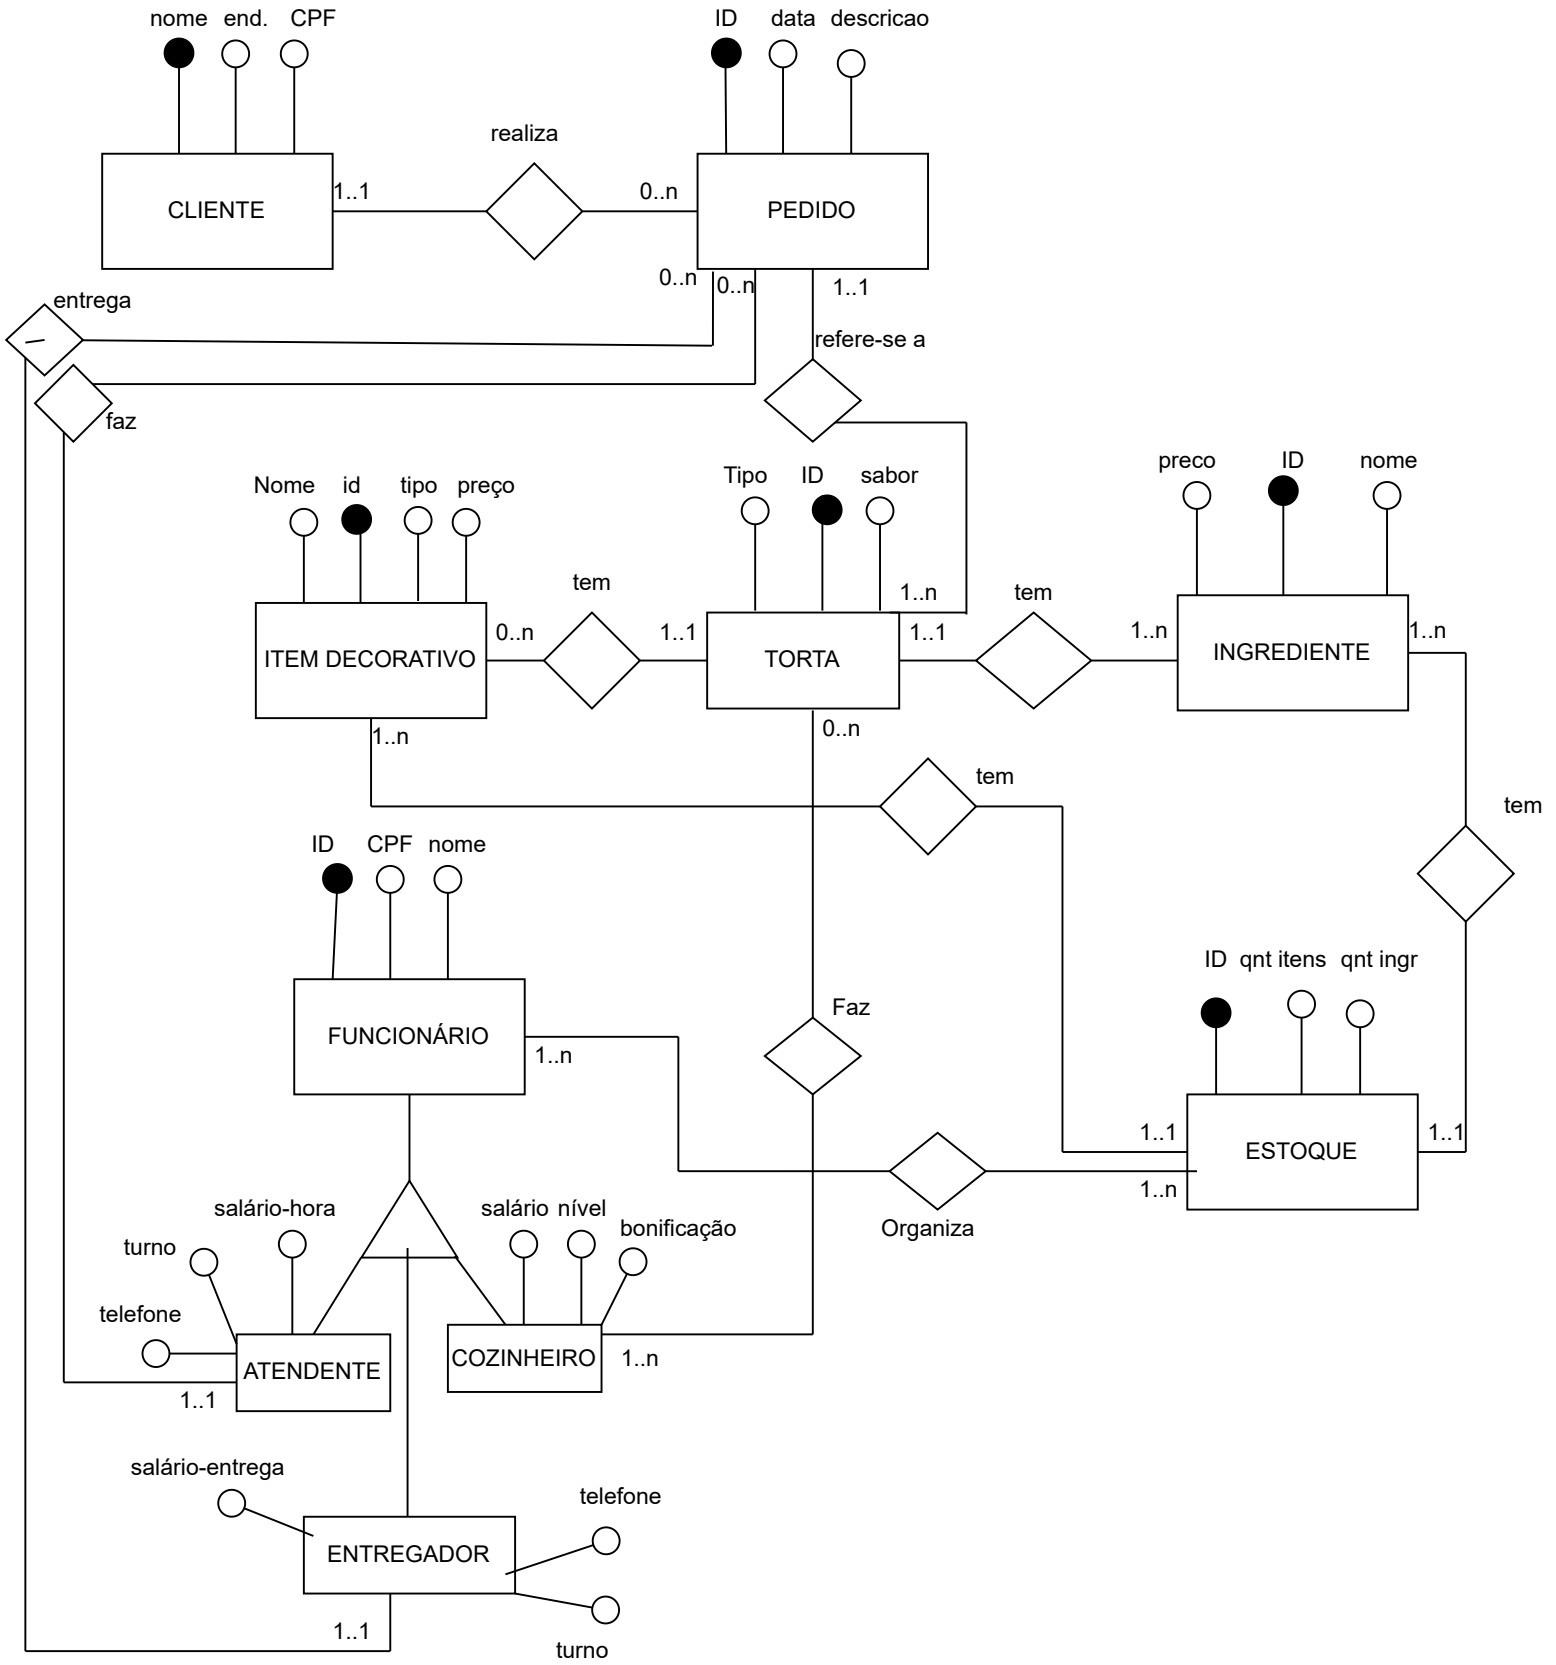 nome end. CPF
ID data descricao
realiza
CLIENTE
1..1
0..n
PEDIDO
0..n
0..n
1..1
entrega
refere-se a
faz
Nome id tipo preço
Tipo ID sabor
preco ID nome
tem
1..n
tem
ITEM DECORATIVO
0..n
1..1
TORTA
1..1
1..n
INGREDIENTE
1..n
1..n
0..n
tem
tem
ID CPF nome
ID qnt itens qnt ingr
Faz
FUNCIONÁRIO
1..n
1..1
ESTOQUE
1..1
1..n
Organiza
salário-hora
salário nível
bonificação
turno
telefone
ATENDENTE
COZINHEIRO
1..n
1..1
salário-entrega
telefone
ENTREGADOR
1..1
turno